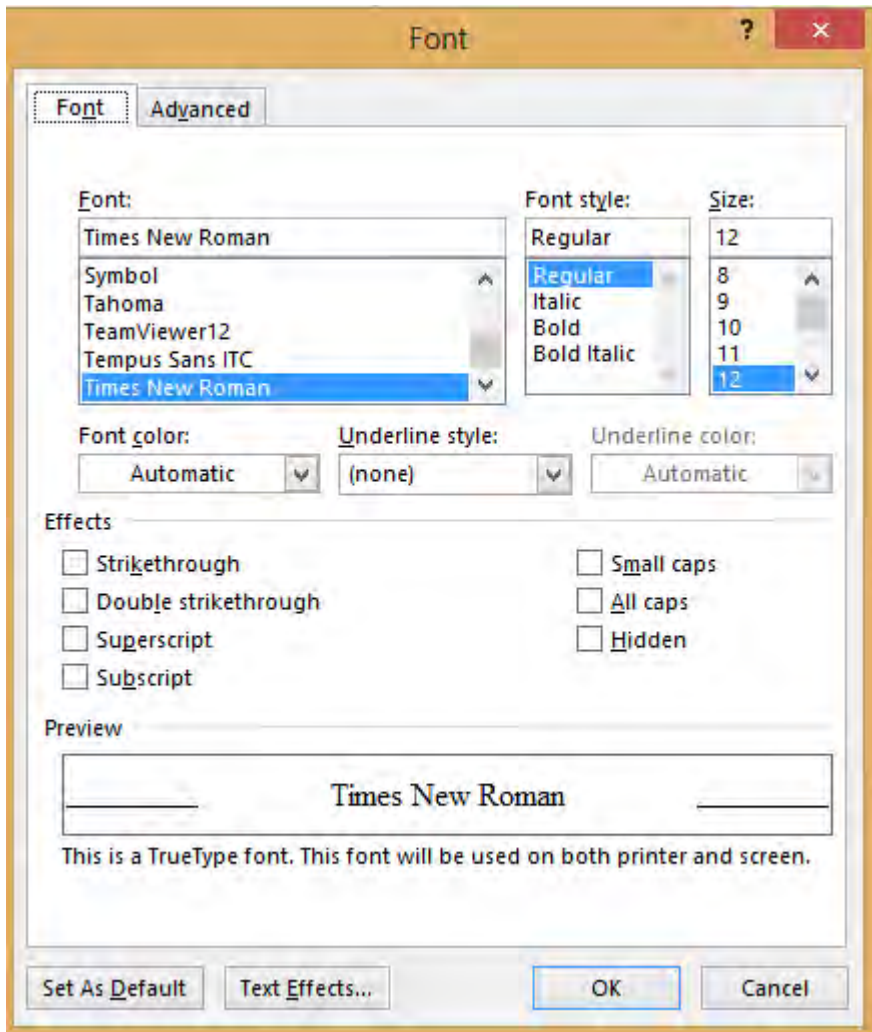 Font
?
Font Advanced
Font: Font style: Size:
Times New Roman Regular 12
Symbol Regular 8
Tahoma Italic 9
TeamViewer12 Bold 10
Tempus Sans ITC Bold Italic 11
Times New Roman 12
Font color: Underline style: Underline color:
Automatic (none) Automatic
Effects
Strikethrough Small caps
Double strikethrough All caps
Superscript Hidden
Subscript
Preview
Times New Roman
This is a TrueType font. This font will be used on both printer and screen.
Set As Default Text Effects... OK Cancel